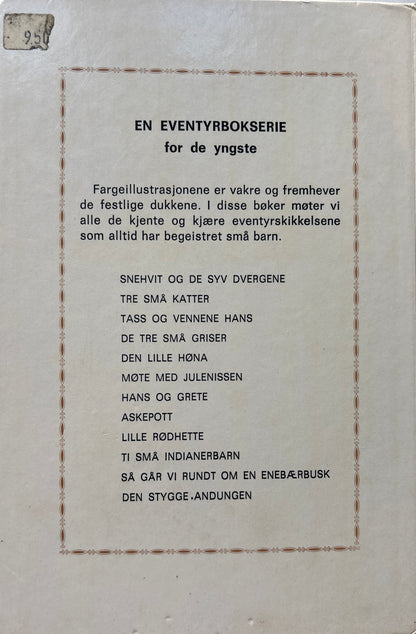 9.50
EN EVENTYRBOKSERIE
for de yngste
Fargeillustrasjonene er vakre og fremhever
de festlige dukkene. I disse bøker møter vi
alle de kjente og kjære eventyrskikkelsene
som alltid har begeistret små barn.
SNEHVIT OG DE SYV DVERGENE
TRE SMÅ KATTER
TASS OG VENNENE HANS
DE TRE SMÅ GRISER
DEN LILLE HØNA
MØTE MED JULENISSEN
HANS OG GRETE
ASKEPOTT
LILLE RØDHETTE
TI SMÅ INDIANERBARN
SÅ GÅR VI RUNDT OM EN ENEBÆRBUSK
DEN STYGGE ANDUNGEN